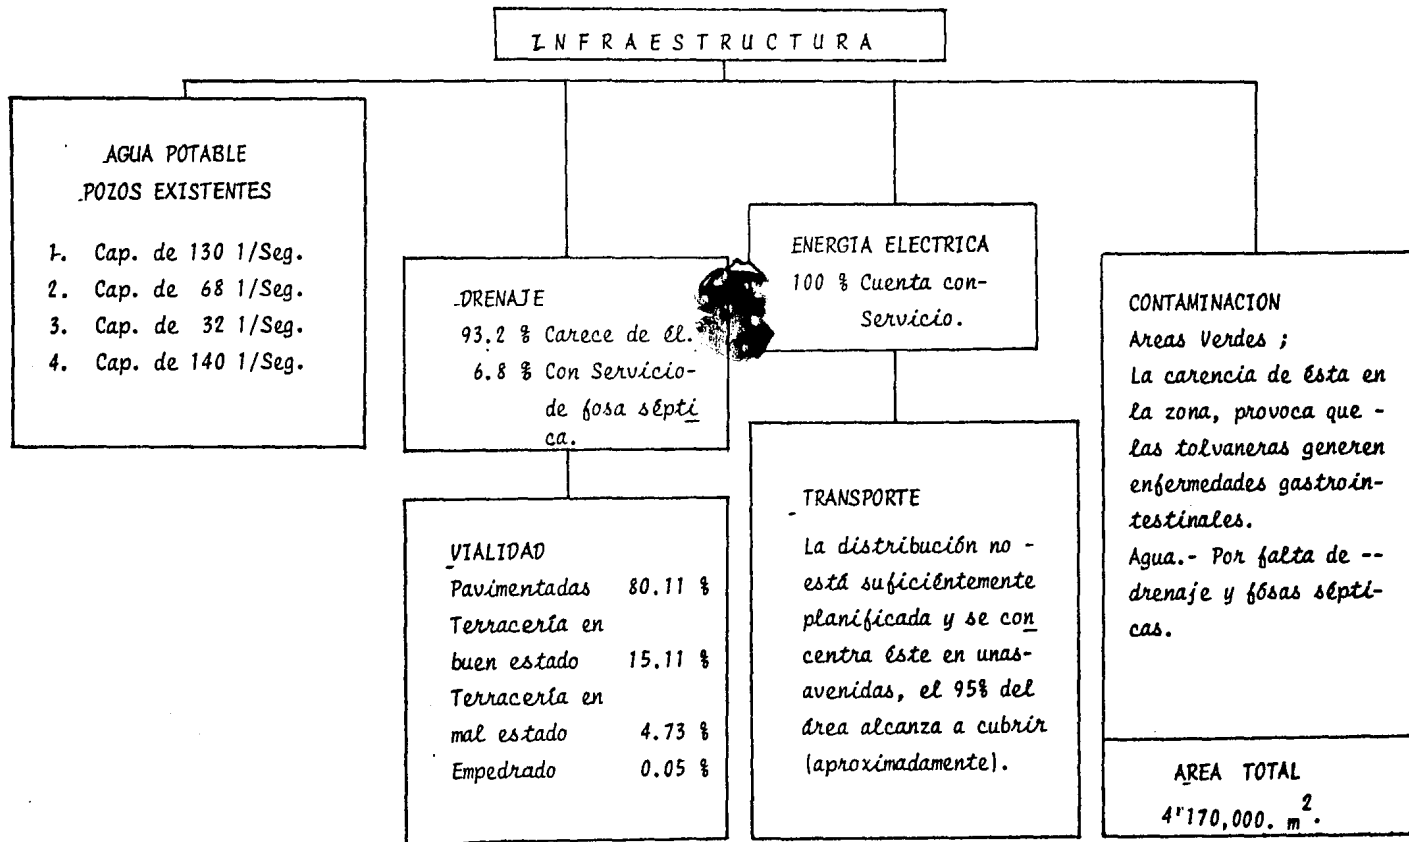 INFRAESTRUCTURA
AGUA POTABLE
POZOS EXISTENTES
1. Cap. de 130 l/Seg.
2. Cap. de 68 l/Seg.
3. Cap. de 32 l/Seg.
4. Cap. de 140 l/Seg.
DRENAJE
93.2 % Carece de él.
6.8 % Con Servicio-
de fosa sépti
ca.
VIALIDAD
Pavimentadas 80.11 %
Terracería en
buen estado 15.11 %
Terracería en
mal estado 4.73 %
Empedrado 0.05 %
ENERGIA ELECTRICA
100 % Cuenta con-
Servicio.
TRANSPORTE
La distribución no -
está suficiéntemente
planificada y se con
centra éste en unas-
avenidas, el 95% del
área alcanza a cubrir
(aproximadamente).
CONTAMINACION
Areas Verdes ;
La carencia de ésta en
la zona, provoca que -
las tolvaneras generen
enfermedades gastroin-
testinales.
Agua.- Por falta de --
drenaje y fósas sépti-
cas.
AREA TOTAL
4'170,000. m².